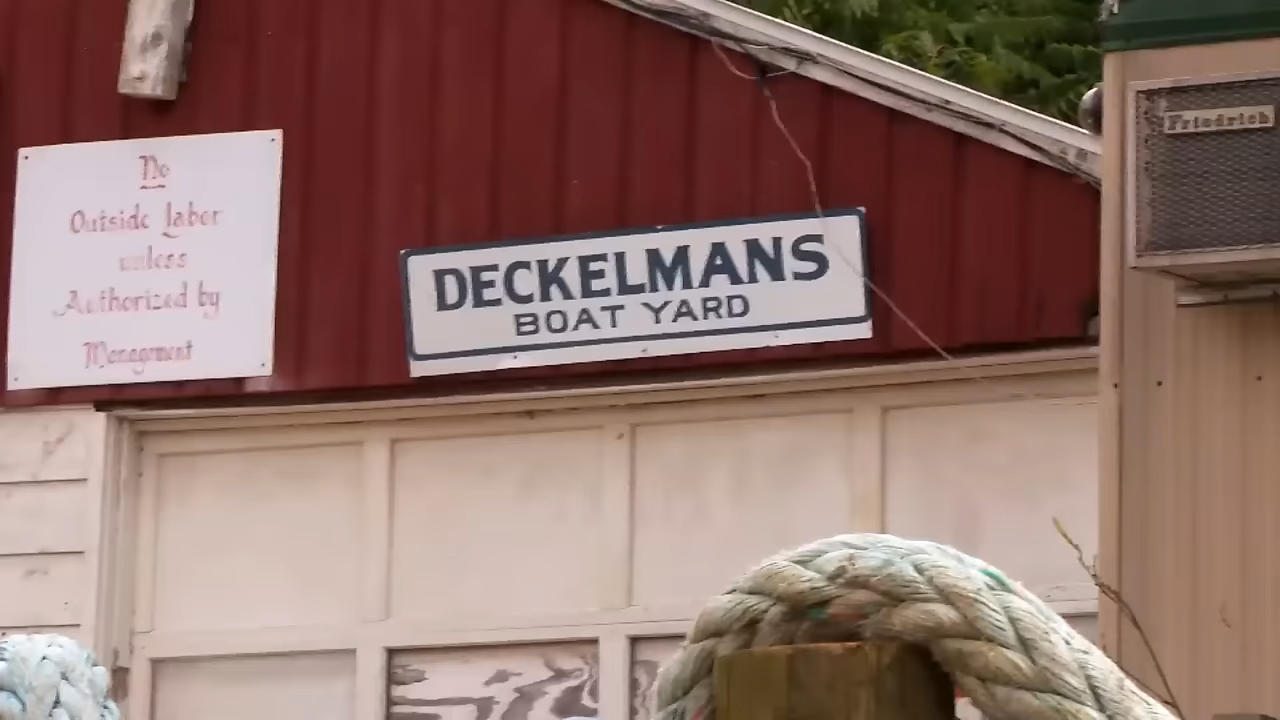 No
Outside Labor
unless
Authorized by
Management
DECKELMANS
BOAT YARD
Friedrich